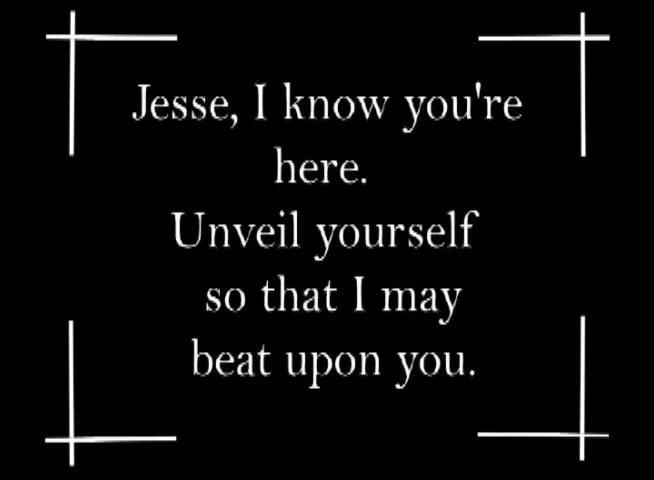 Jesse, I know you're
here.
Unveil yourself
so that I may
beat upon you.